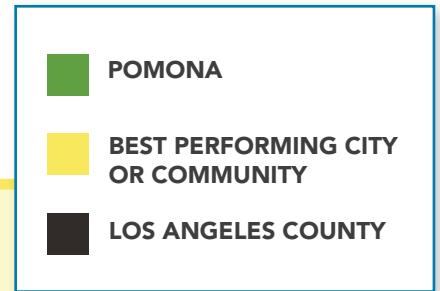 POMONA
BEST PERFORMING CITY
OR COMMUNITY
LOS ANGELES COUNTY